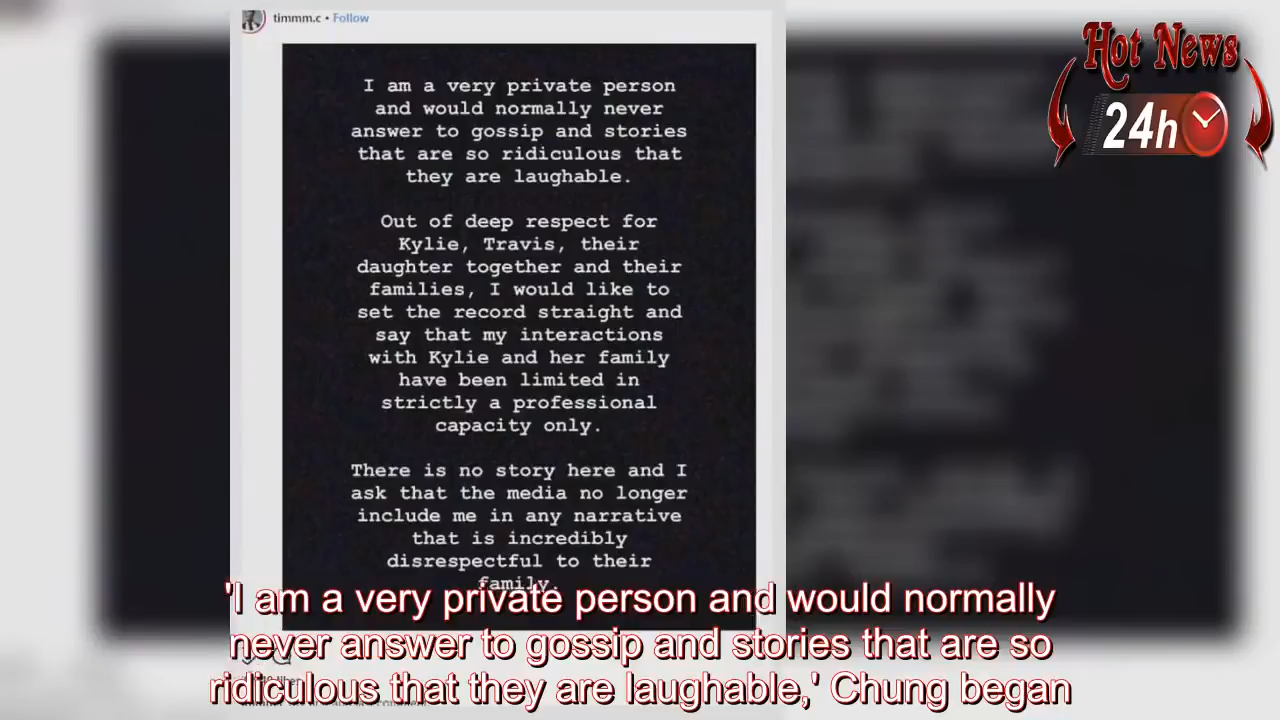 timmm.c • Follow
I am a very private person
and would normally never
answer to gossip and stories
that are so ridiculous that
they are laughable.
Out of deep respect for
Kylie, Travis, their
daughter together and their
families, I would like to
set the record straight and
say that my interactions
with Kylie and her family
have been limited in
strictly a professional
capacity only.
There is no story here and I
ask that the media no longer
include me in any narrative
that is incredibly
disrespectful to their
family.
Hot News
24h
'I am a very private person and would normally
never answer to gossip and stories that are so
ridiculous that they are laughable,' Chung began